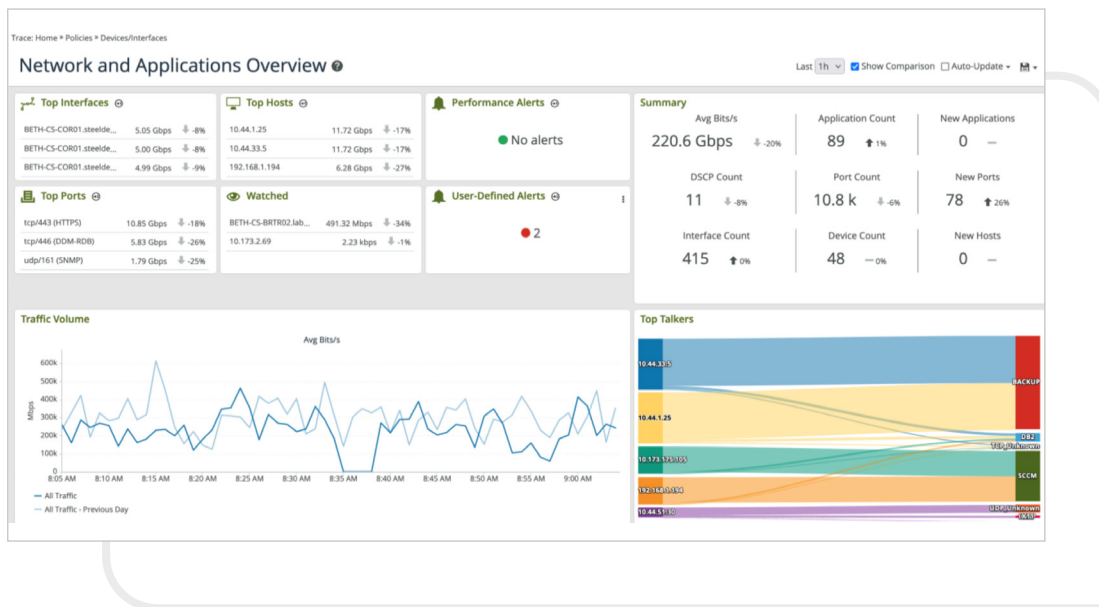 Trace: Home » Policies » Devices/Interfaces
Network and Applications Overview
Last 1h Show Comparison Auto-Update
Top Interfaces
BETH-CS-COR01.steelde... 5.05 Gbps -8%
BETH-CS-COR01.steelde... 5.00 Gbps -8%
BETH-CS-COR01.steelde... 4.99 Gbps -9%
Top Hosts
10.44.1.25 11.72 Gbps -17%
10.44.33.5 11.72 Gbps -17%
192.168.1.194 6.28 Gbps -27%
Performance Alerts
No alerts
Summary
Avg Bits/s Application Count New Applications
220.6 Gbps -20% 89 1% 0 —
DSCP Count Port Count New Ports
11 -8% 10.8 k -6% 78 26%
Interface Count Device Count New Hosts
415 0% 48 — 0% 0 —
Top Ports
tcp/443 (HTTPS) 10.85 Gbps -18%
tcp/446 (DDM-RDB) 5.83 Gbps -26%
udp/161 (SNMP) 1.79 Gbps -25%
Watched
BETH-CS-BRTR02.lab... 491.32 Mbps -34%
10.173.2.69 2.23 kbps -1%
User-Defined Alerts
2
Traffic Volume
Avg Bits/s
Mbps
600k
500k
400k
300k
200k
100k
0
8:05 AM 8:10 AM 8:15 AM 8:20 AM 8:25 AM 8:30 AM 8:35 AM 8:40 AM 8:45 AM 8:50 AM 8:55 AM 9:00 AM
All Traffic
All Traffic - Previous Day
Top Talkers
10.44.33.5
10.44.1.25
10.173.175.105
192.168.1.194
BACKUP
DB2
TCP_Unknown
SCCM
UDP_Unknown